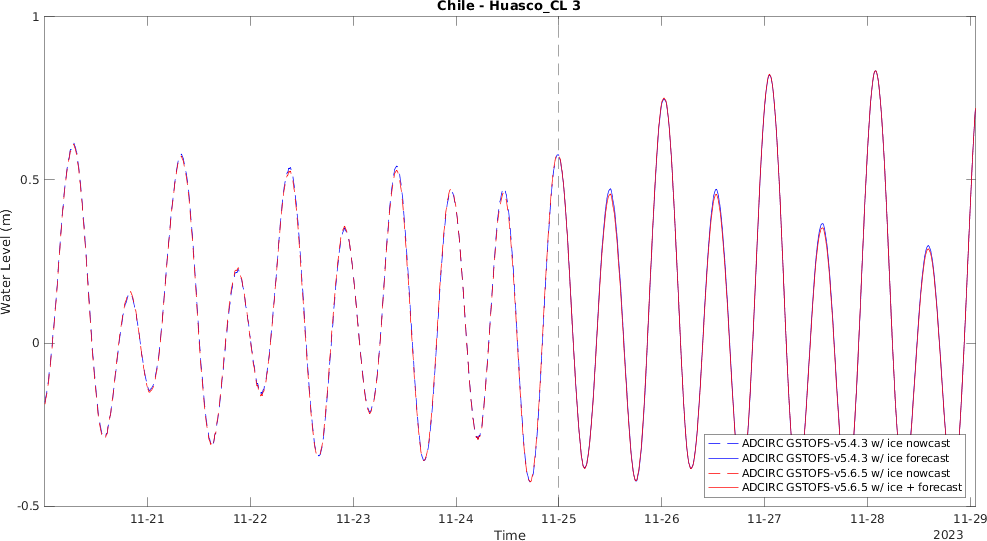 Chile - Huasco_CL 3
Water Level (m)
1
0.5
0
-0.5
11-21 11-22 11-23 11-24 11-25 11-26 11-27 11-28 11-29
2023
Time
ADCIRC GSTOFS-v5.4.3 w/ ice nowcast
ADCIRC GSTOFS-v5.4.3 w/ ice forecast
ADCIRC GSTOFS-v5.6.5 w/ ice nowcast
ADCIRC GSTOFS-v5.6.5 w/ ice + forecast